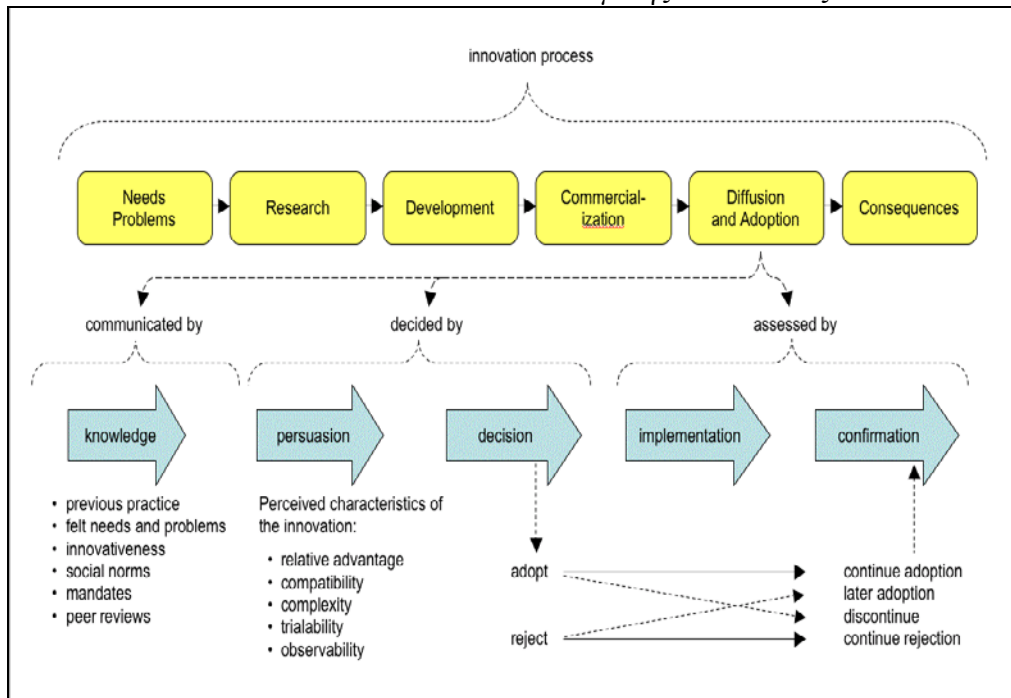 innovation process
Needs
Problems
Research
Development
Commercial-
ization
Diffusion
and Adoption
Consequences
communicated by
decided by
assessed by
knowledge
persuasion
decision
implementation
confirmation
• previous practice
• felt needs and problems
• innovativeness
• social norms
• mandates
• peer reviews
Perceived characteristics of
the innovation:
• relative advantage
• compatibility
• complexity
• trialability
• observability
adopt
reject
continue adoption
later adoption
discontinue
continue rejection